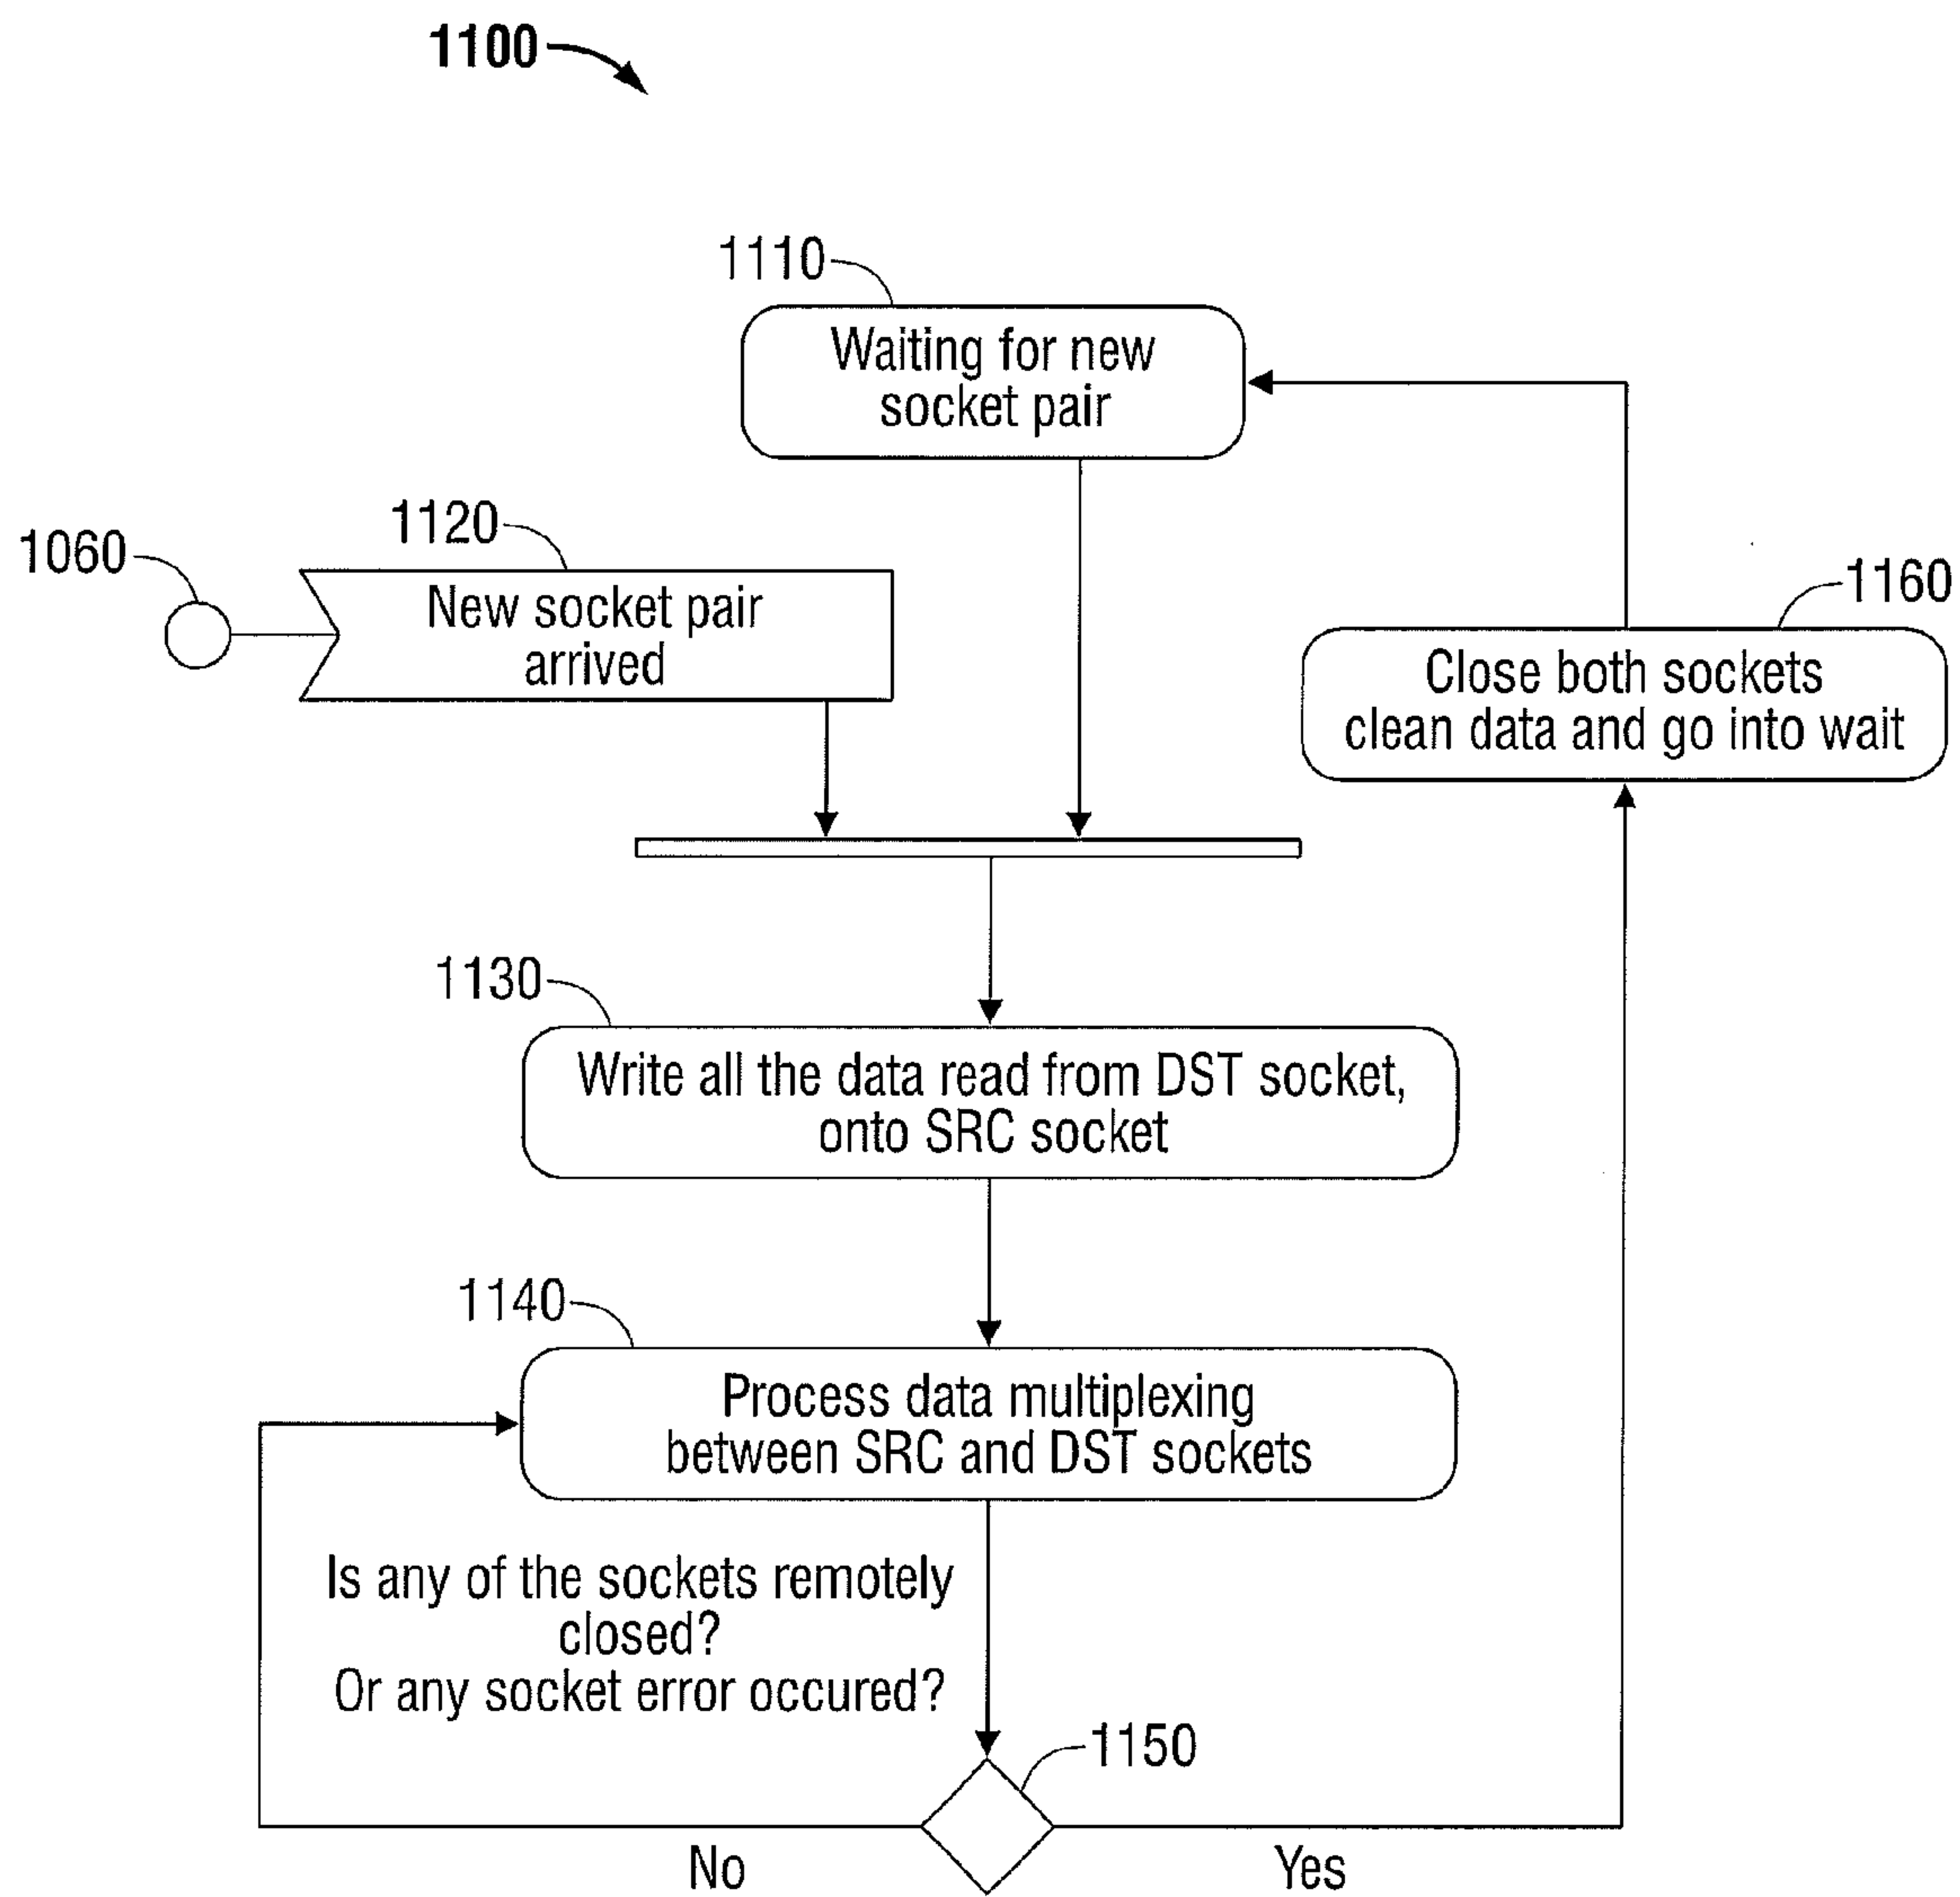 1100
1110
Waiting for new
socket pair
1120
1060
New socket pair
arrived
1160
Close both sockets
clean data and go into wait
1130
Write all the data read from DST socket,
onto SRC socket
1140
Process data multiplexing
between SRC and DST sockets
Is any of the sockets remotely
closed?
Or any socket error occured?
1150
No
Yes